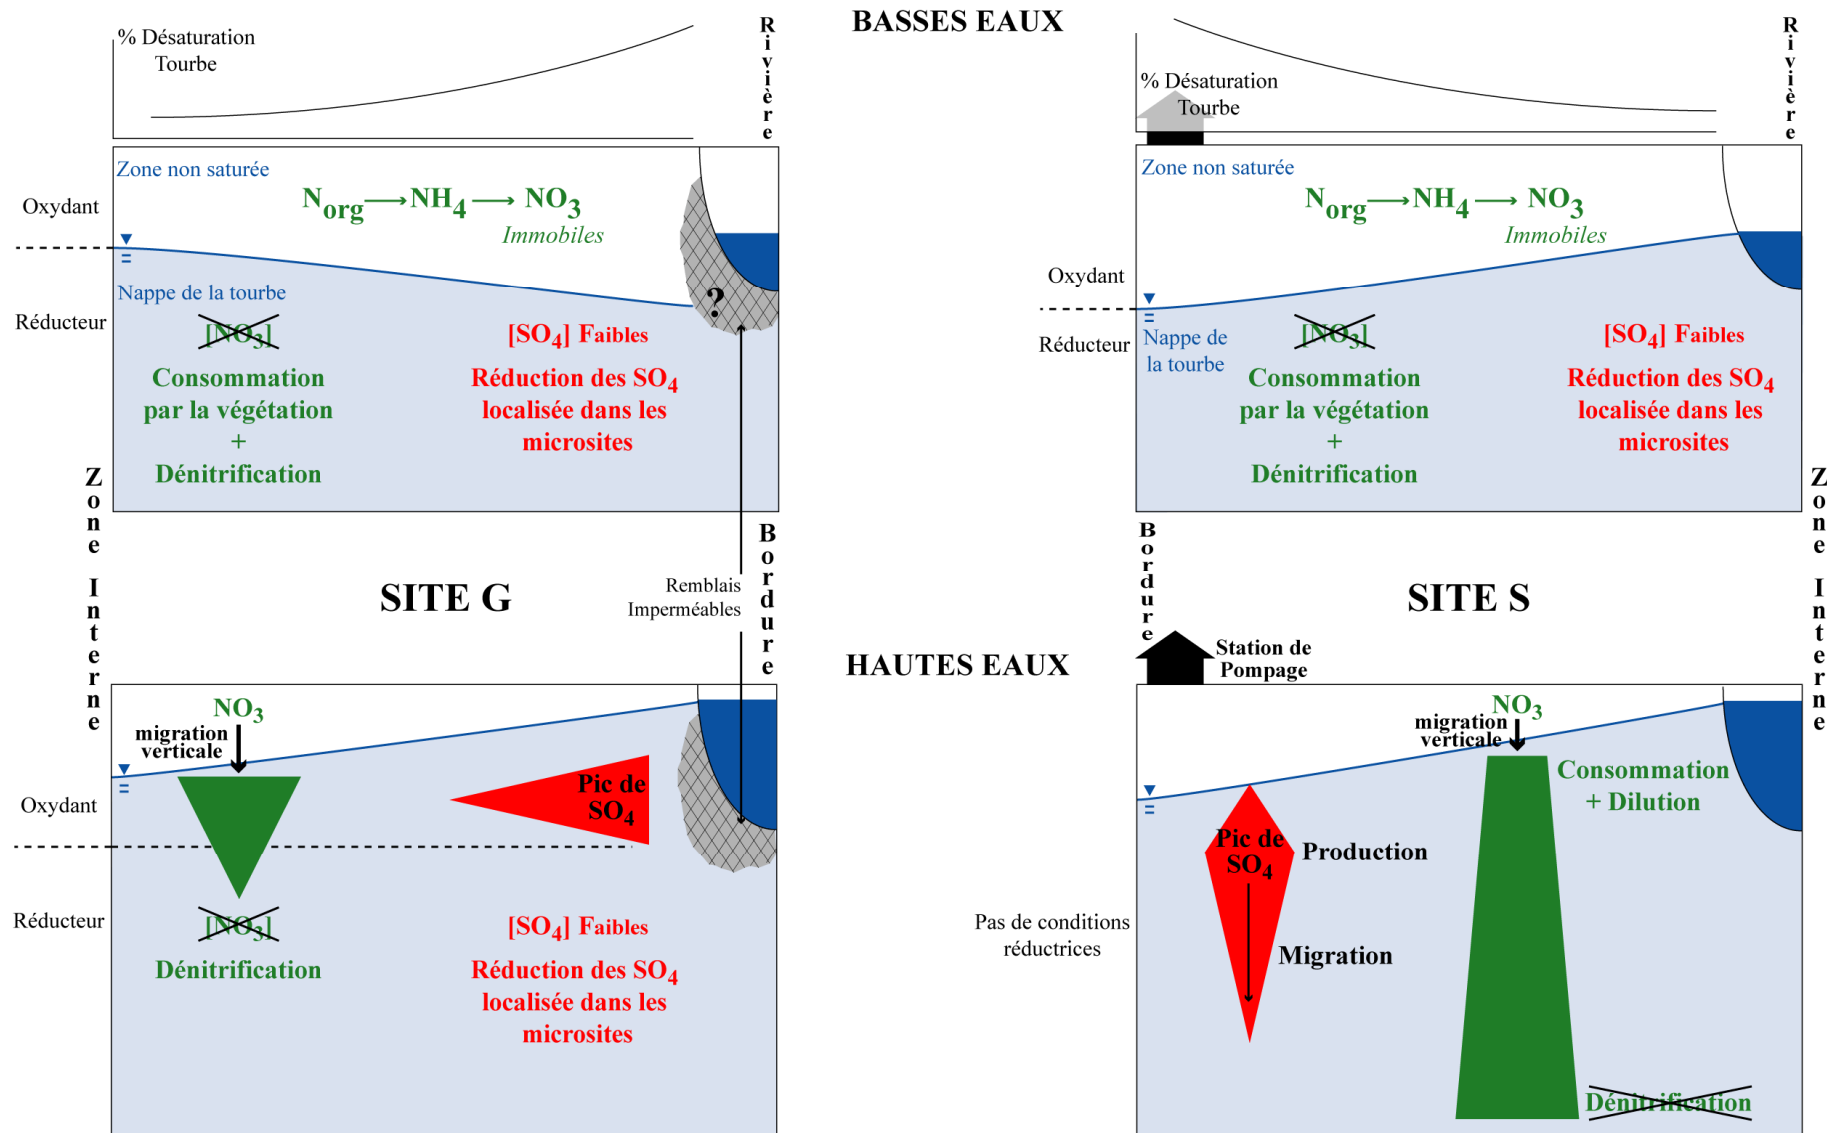 BASSES EAUX
% Désaturation
Tourbe
Rivière
Zone non saturée
Oxydant
Norg → NH4 → NO3
Immobiles
Nappe de la tourbe
Réducteur
?
[NO3]
Consommation
par la végétation
+
Dénitrification
[SO4] Faibles
Réduction des SO4
localisée dans les
microsites
% Désaturation
Tourbe
Rivière
Zone non saturée
Norg → NH4 → NO3
Immobiles
Oxydant
Réducteur
Nappe de
la tourbe
[NO3]
Consommation
par la végétation
+
Dénitrification
[SO4] Faibles
Réduction des SO4
localisée dans les
microsites
Zone Interne
SITE G
Remblais
Imperméables
Bordure
Bordure
SITE S
Zone Interne
HAUTES EAUX
Station de
Pompage
NO3
migration
verticale
Oxydant
Pic de
SO4
Réducteur
[NO3]
Dénitrification
[SO4] Faibles
Réduction des SO4
localisée dans les
microsites
NO3
migration
verticale
Consommation
+ Dilution
Pic de
SO4
Production
Pas de conditions
réductrices
Migration
Dénitrification